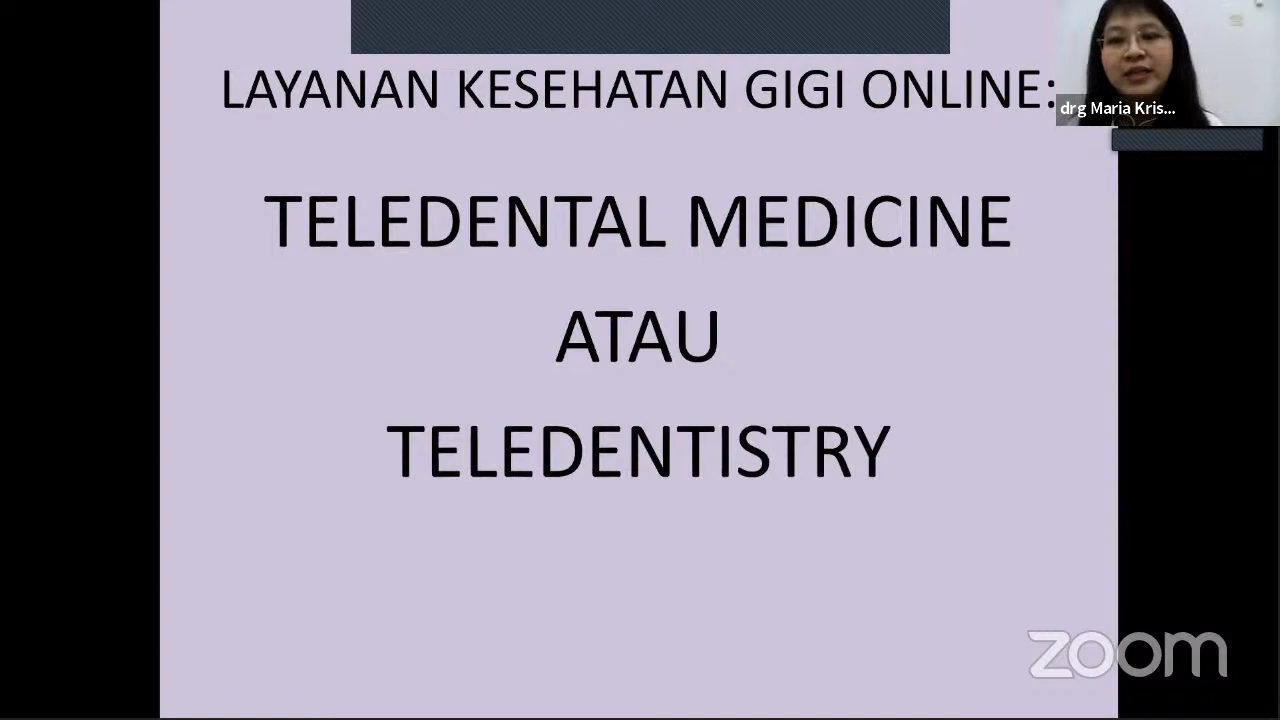 LAYANAN KESEHATAN GIGI ONLINE:
drg Maria Kris...
TELEDENTAL MEDICINE
ATAU
TELEDENTISTRY
zoom